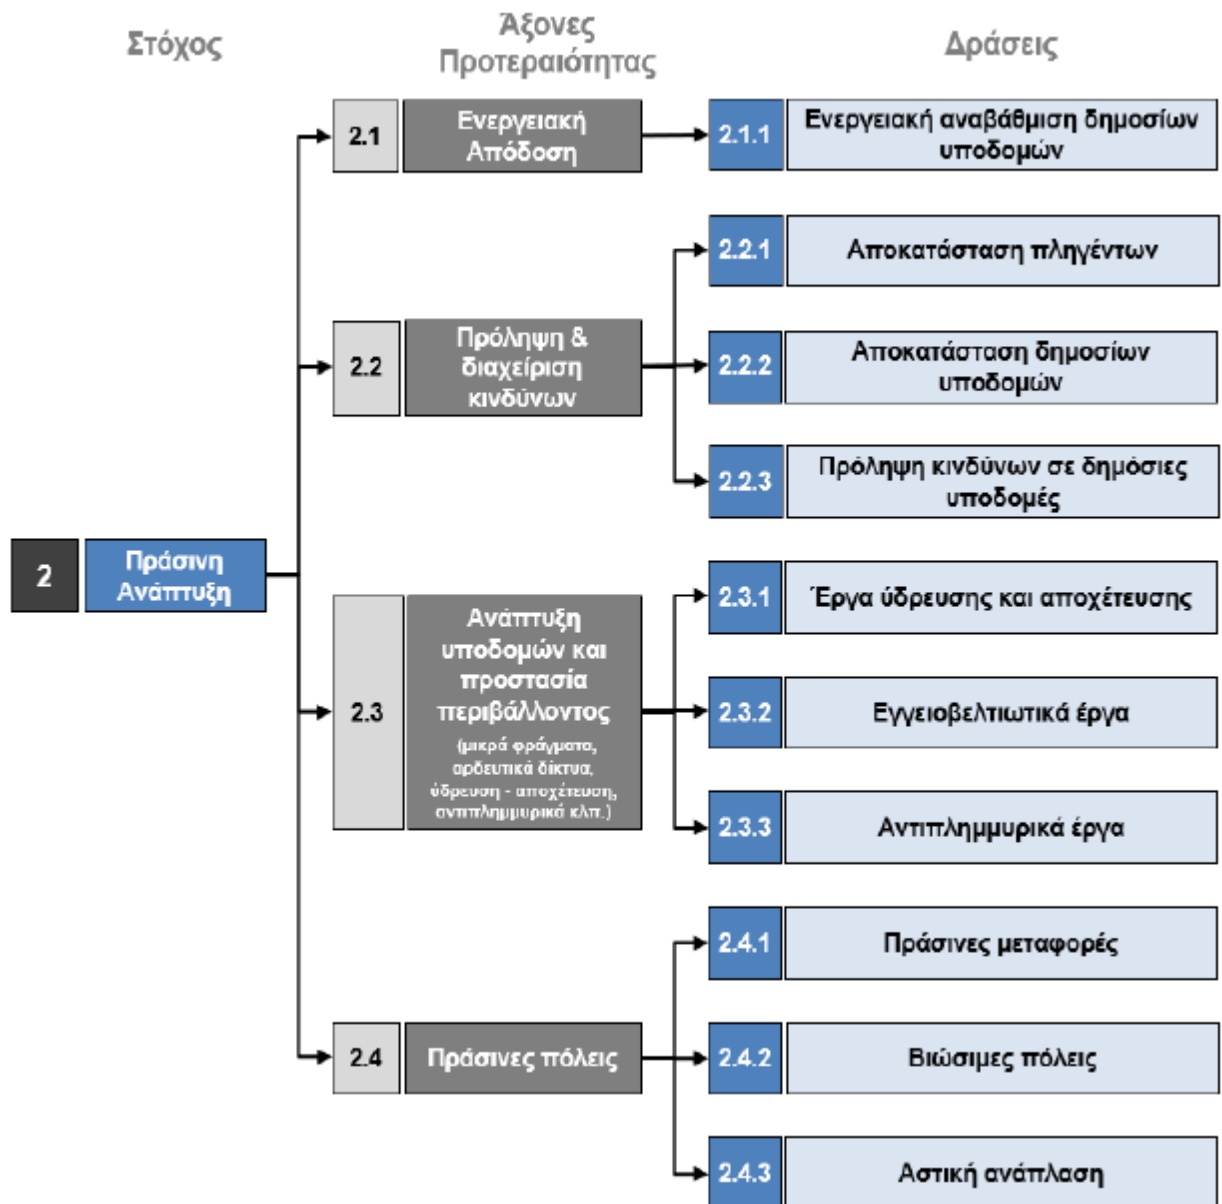 Στόχος
Άξονες
Προτεραιότητας
Δράσεις
2
Πράσινη
Ανάπτυξη
2.1
Ενεργειακή
Απόδοση
2.1.1
Ενεργειακή αναβάθμιση δημοσίων
υποδομών
2.2
Πρόληψη &
διαχείριση
κινδύνων
2.2.1
Αποκατάσταση πληγέντων
2.2.2
Αποκατάσταση δημοσίων
υποδομών
2.2.3
Πρόληψη κινδύνων σε δημόσιες
υποδομές
2.3
Ανάπτυξη
υποδομών και
προστασία
περιβάλλοντος
(μικρά φράγματα,
αρδευτικά δίκτυα,
ύδρευση - αποχέτευση,
αντιπλημμυρικά κλπ.)
2.3.1
Έργα ύδρευσης και αποχέτευσης
2.3.2
Εγγειοβελτιωτικά έργα
2.3.3
Αντιπλημμυρικά έργα
2.4
Πράσινες πόλεις
2.4.1
Πράσινες μεταφορές
2.4.2
Βιώσιμες πόλεις
2.4.3
Αστική ανάπλαση